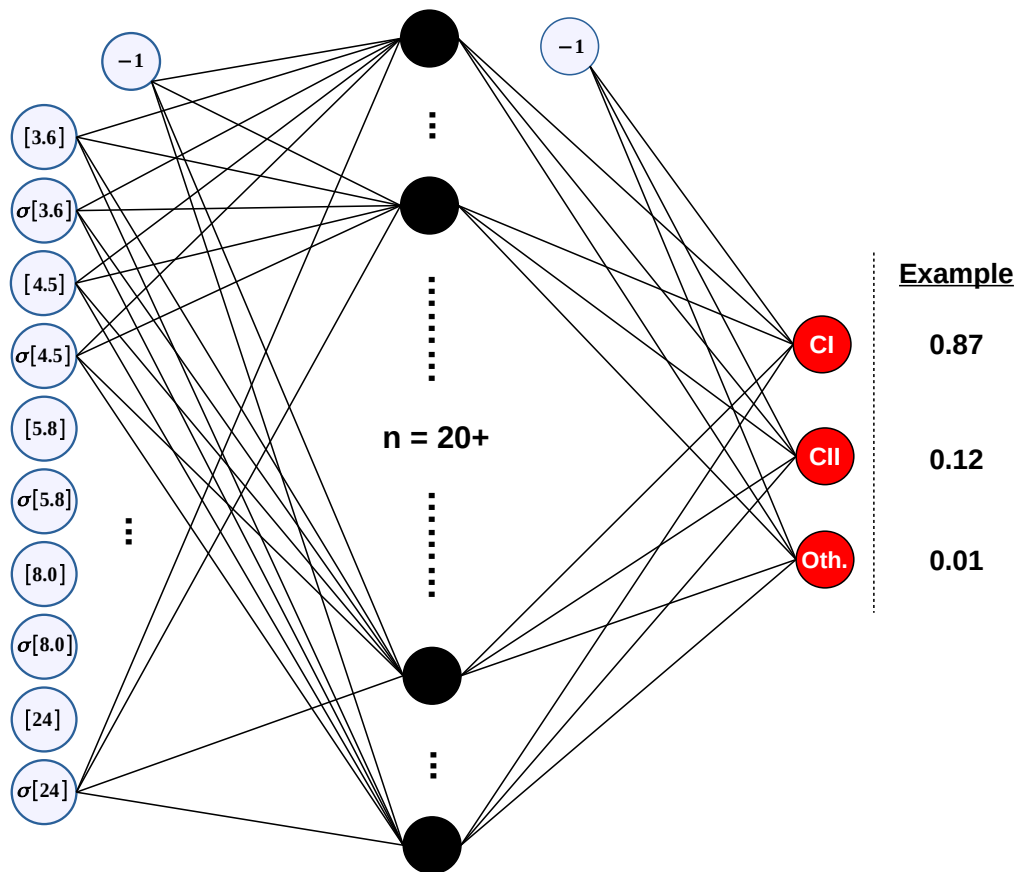 −1
−1
[3.6]
σ[3.6]
[4.5]
σ[4.5]
[5.8]
σ[5.8]
[8.0]
σ[8.0]
[24]
σ[24]
n = 20+
CI
CII
Oth.
Example
0.87
0.12
0.01